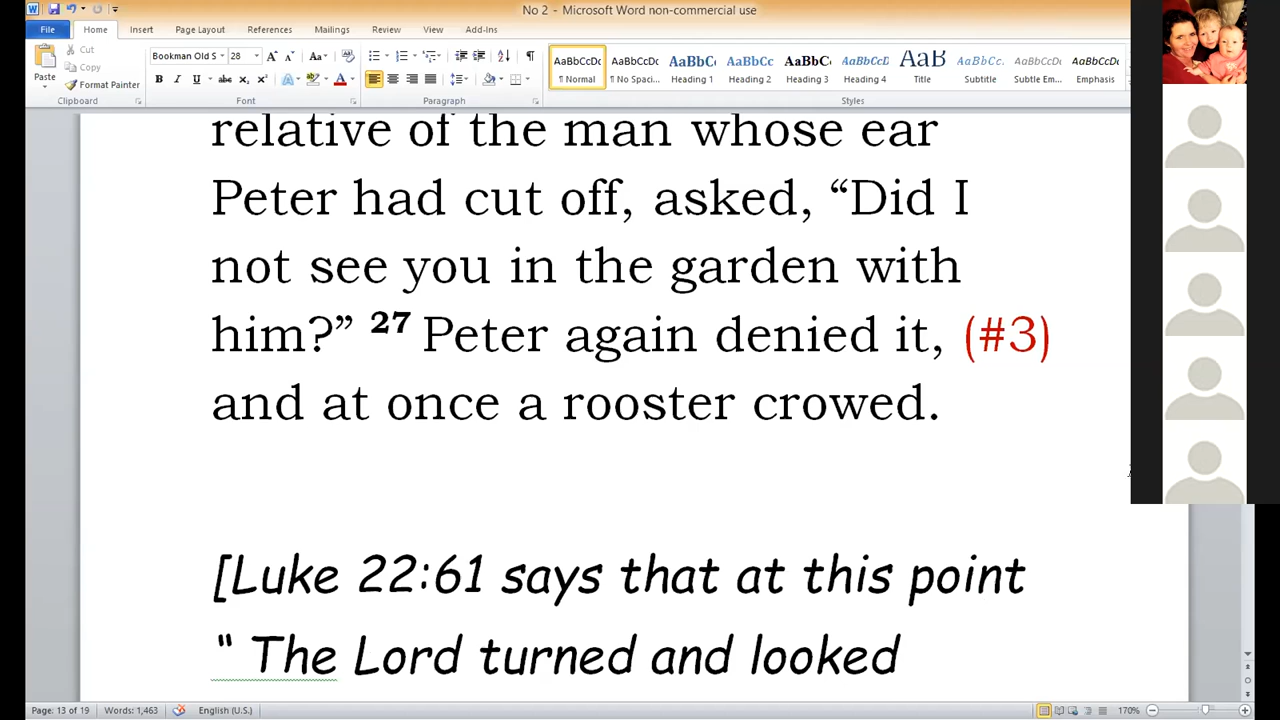 No 2 - Microsoft Word non-commercial use
File Home Insert Page Layout References Mailings Review View Add-Ins
Cut
Copy
Format Painter
Paste
Clipboard
Bookman Old S 28
Font
Paragraph
AaBbCcDc AaBbCcDc AaBbC AaBbCc AaBbCc AaBbCcI AaB AaBbCcI AaBbCcDt AaBbCcDt
¶ Normal ¶ No Spaci... Heading 1 Heading 2 Heading 3 Heading 4 Title Subtitle Subtle Em... Emphasis
Styles
relative of the man whose ear
Peter had cut off, asked, “Did I
not see you in the garden with
him?” 27 Peter again denied it, (#3)
and at once a rooster crowed.
[Luke 22:61 says that at this point
“ The Lord turned and looked
Page: 13 of 19 Words: 1,463 English (U.S.) 170%